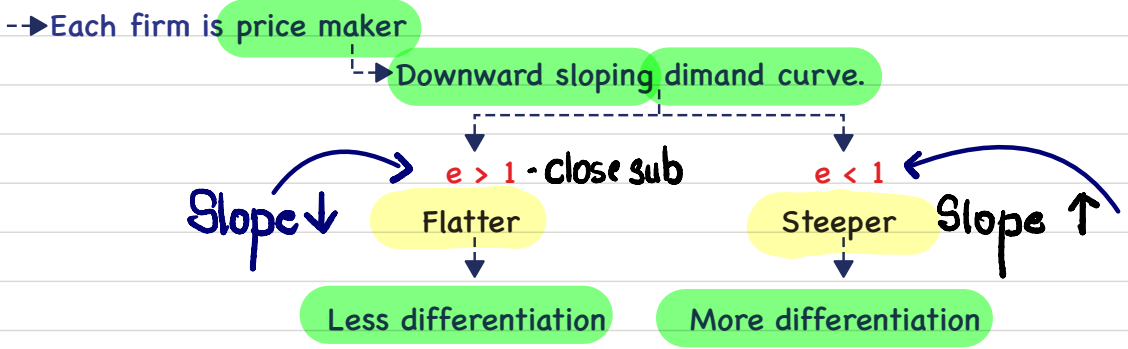 Each firm is price maker
Downward sloping dimand curve.
e > 1 - close sub
e < 1
Slope ↓
Flatter
Steeper
Slope ↑
Less differentiation
More differentiation